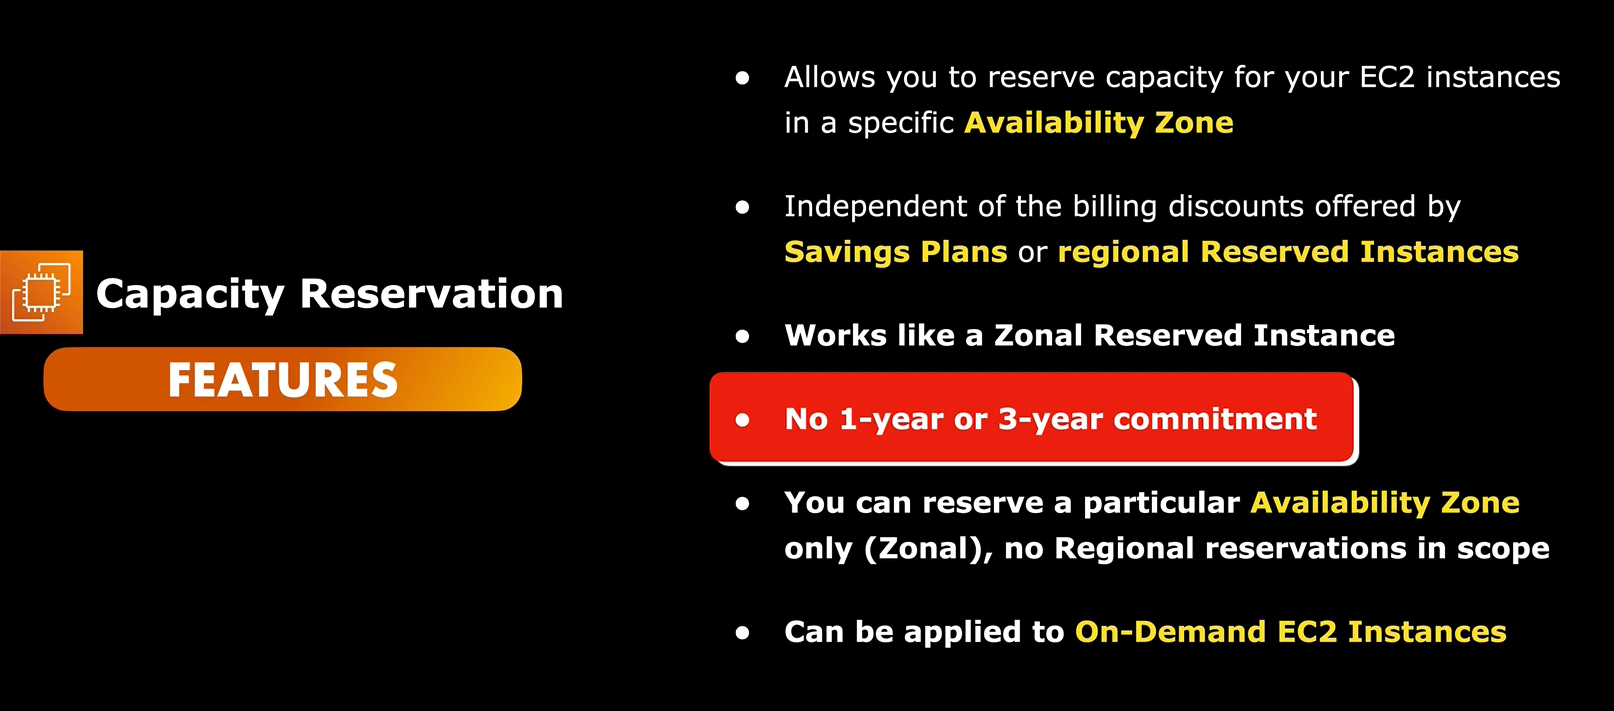 Capacity Reservation
FEATURES
● Allows you to reserve capacity for your EC2 instances
in a specific Availability Zone
● Independent of the billing discounts offered by
Savings Plans or regional Reserved Instances
● Works like a Zonal Reserved Instance
● No 1-year or 3-year commitment
● You can reserve a particular Availability Zone
only (Zonal), no Regional reservations in scope
● Can be applied to On-Demand EC2 Instances